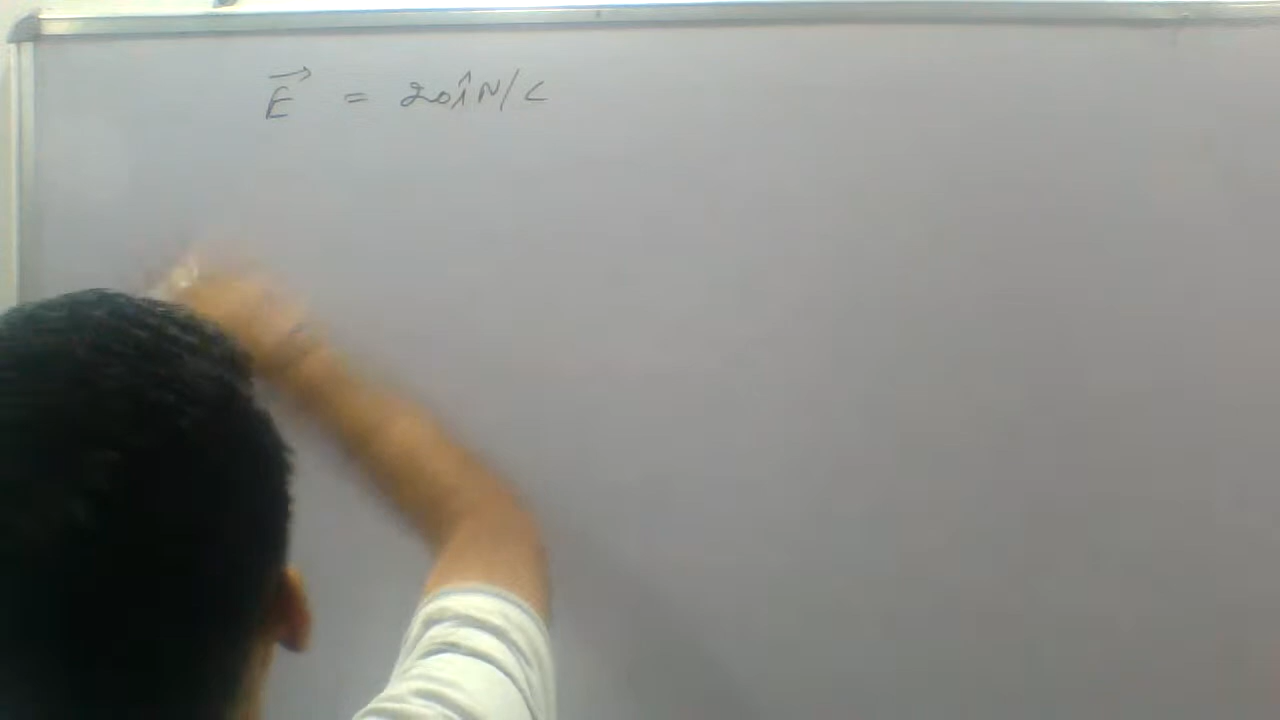 E⃗ = 20î N/C